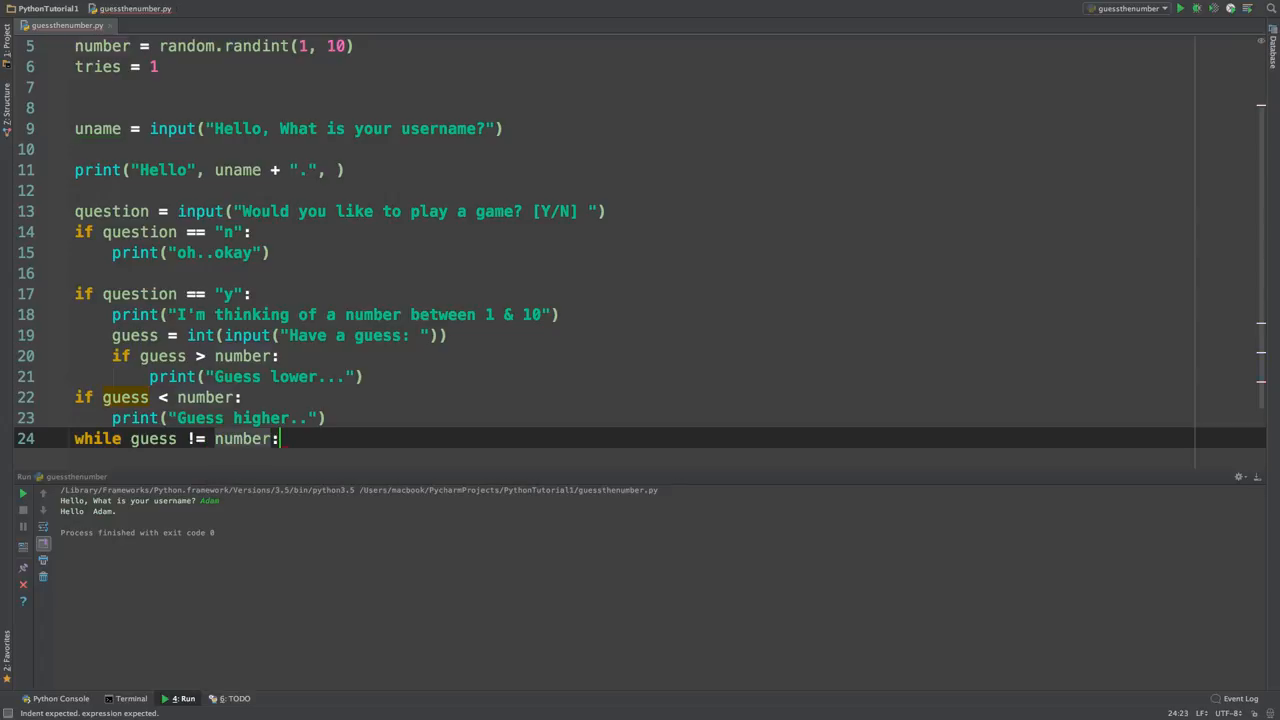 PythonTutorial1 guessthenumber.py guessthenumber
guessthenumber.py
1: Project
Z: Structure
2: Favorites
Database
5 number = random.randint(1, 10)
6 tries = 1
7
8
9 uname = input("Hello, What is your username?")
10
11 print("Hello", uname + ".", )
12
13 question = input("Would you like to play a game? [Y/N] ")
14 if question == "n":
15 print("oh..okay")
16
17 if question == "y":
18 print("I'm thinking of a number between 1 & 10")
19 guess = int(input("Have a guess: "))
20 if guess > number:
21 print("Guess lower...")
22 if guess < number:
23 print("Guess higher..")
24 while guess != number:
Run guessthenumber
/Library/Frameworks/Python.framework/Versions/3.5/bin/python3.5 /Users/macbook/PycharmProjects/PythonTutorial1/guessthenumber.py
Hello, What is your username? Adam
Hello  Adam.
Process finished with exit code 0
Python Console Terminal 4: Run 6: TODO Event Log
Indent expected. expression expected. 24:23 LF÷ UTF-8÷